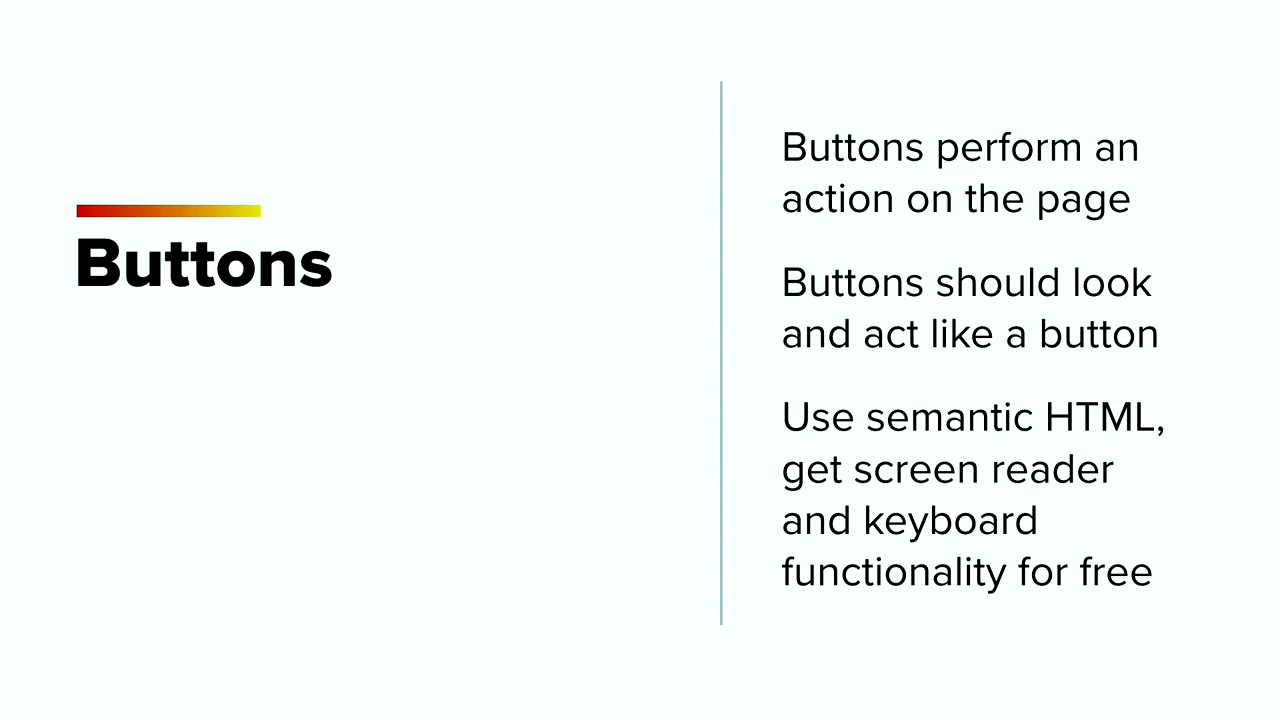 Buttons
Buttons perform an
action on the page
Buttons should look
and act like a button
Use semantic HTML,
get screen reader
and keyboard
functionality for free